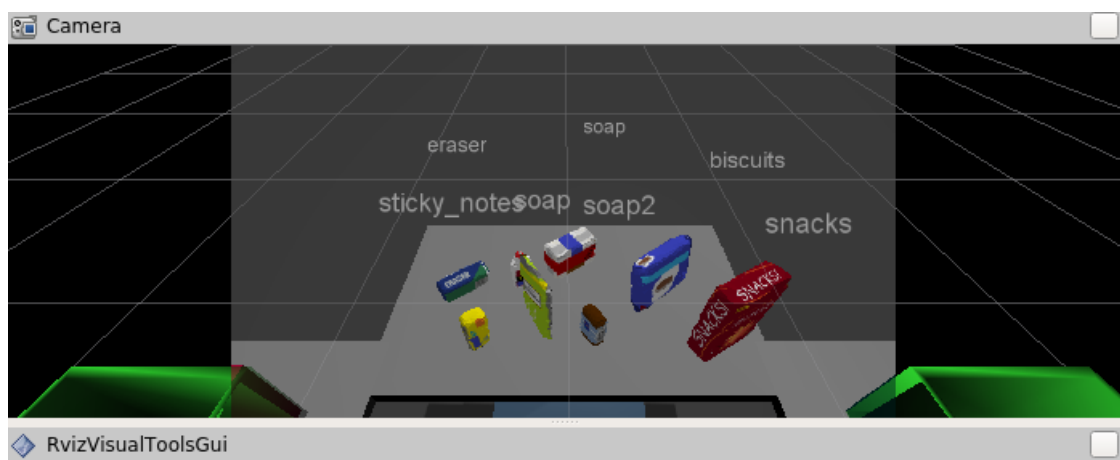 Camera
soap
eraser
biscuits
sticky_notes
soap
soap2
snacks
SNACKS!
SNACKS!
RvizVisualToolsGui